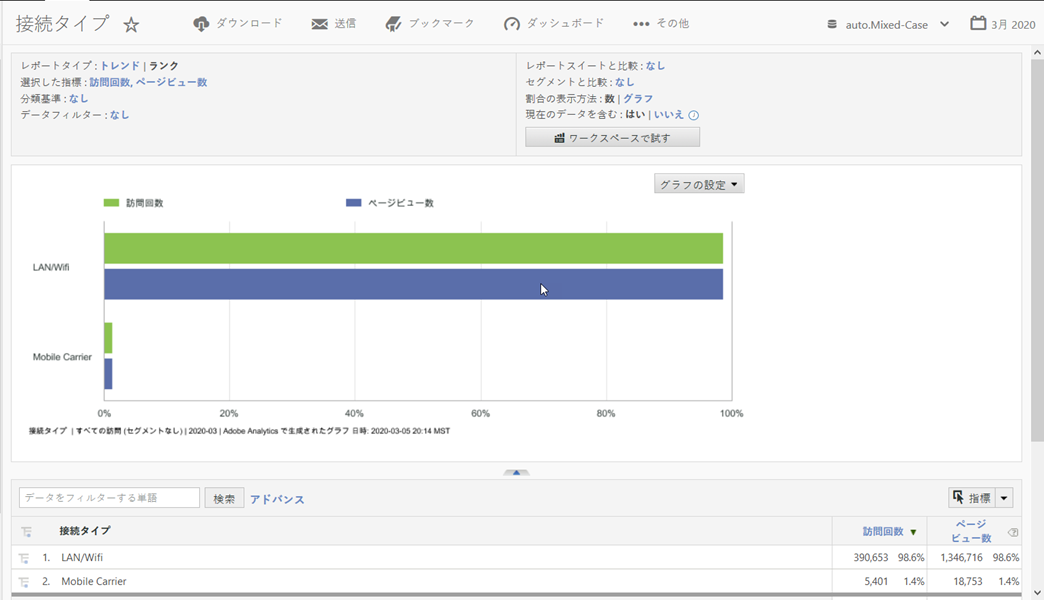 接続タイプ ダウンロード 送信 ブックマーク ダッシュボード その他 auto.Mixed-Case 3月 2020
レポートタイプ : トレンド | ランク
選択した指標 : 訪問回数, ページビュー数
分類基準 : なし
データフィルター : なし
レポートスイートと比較 : なし
セグメントと比較 : なし
割合の表示方法 : 数 | グラフ
現在のデータを含む : はい | いいえ
ワークスペースで試す
グラフの設定
訪問回数 ページビュー数
LAN/Wifi
Mobile Carrier
0% 20% 40% 60% 80% 100%
接続タイプ | すべての訪問 (セグメントなし) | 2020-03 | Adobe Analytics で生成されたグラフ 日時: 2020-03-05 20:14 MST
データをフィルターする単語 検索 アドバンス 指標
接続タイプ 訪問回数 ページ
ビュー数
1. LAN/Wifi 390,653 98.6% 1,346,716 98.6%
2. Mobile Carrier 5,401 1.4% 18,753 1.4%